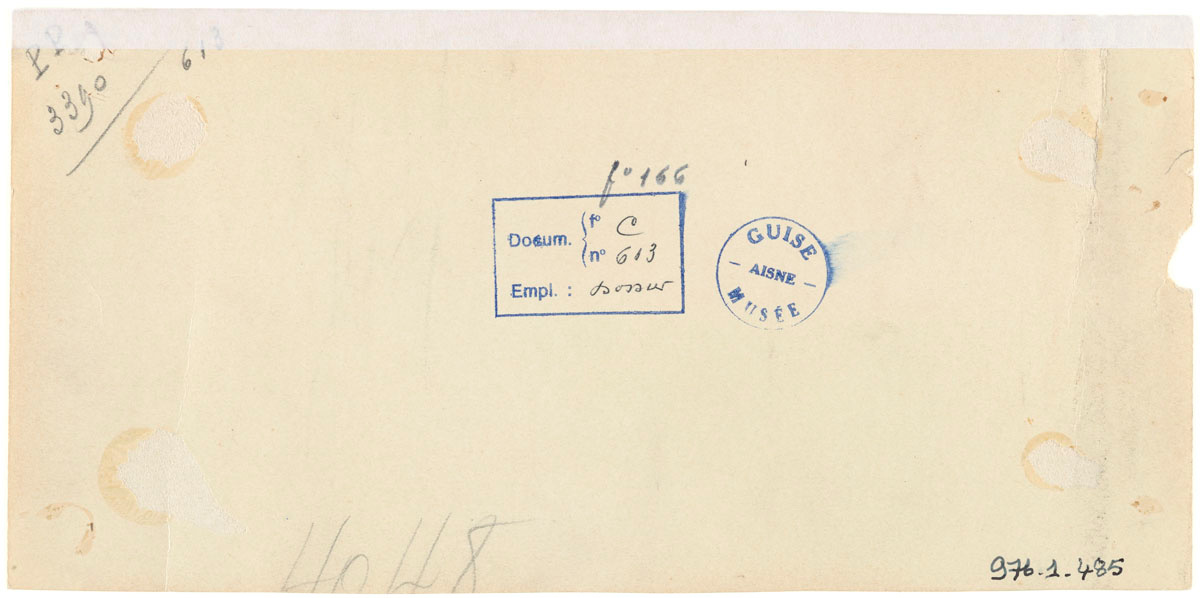 3390
613
f° 166
Docum. f° C
n° 613
Empl. : dossier
GUISE
- AISNE -
MUSÉE
4048
976.1.485